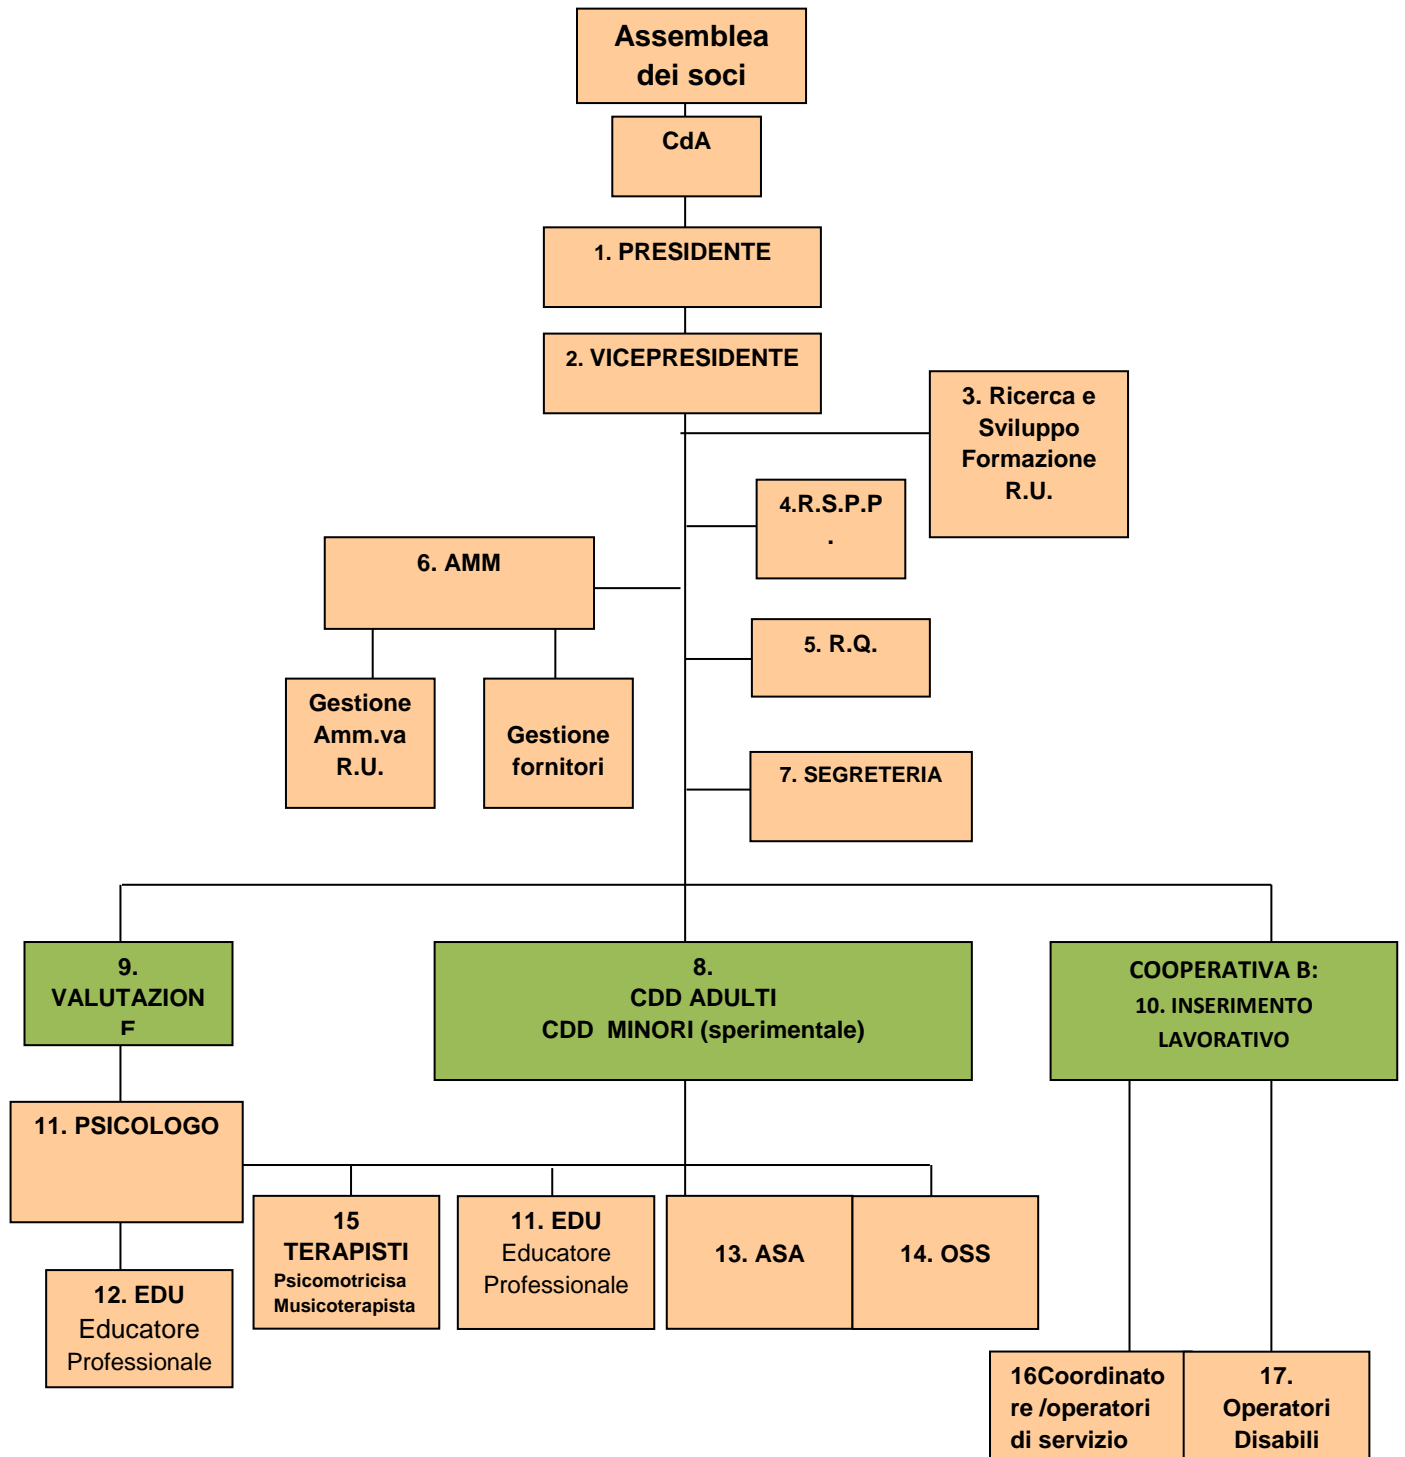 Assemblea
dei soci
CdA
1. PRESIDENTE
2. VICEPRESIDENTE
3. Ricerca e
Sviluppo
Formazione
R.U.
4.R.S.P.P
.
6. AMM
5. R.Q.
Gestione
Amm.va
R.U.
Gestione
fornitori
7. SEGRETERIA
9.
VALUTAZION
E
8.
CDD ADULTI
CDD MINORI (sperimentale)
COOPERATIVA B:
10. INSERIMENTO
LAVORATIVO
11. PSICOLOGO
15
TERAPISTI
Psicomotricisa
Musicoterapista
11. EDU
Educatore
Professionale
13. ASA
14. OSS
12. EDU
Educatore
Professionale
16Coordinato
re /operatori
di servizio
17.
Operatori
Disabili